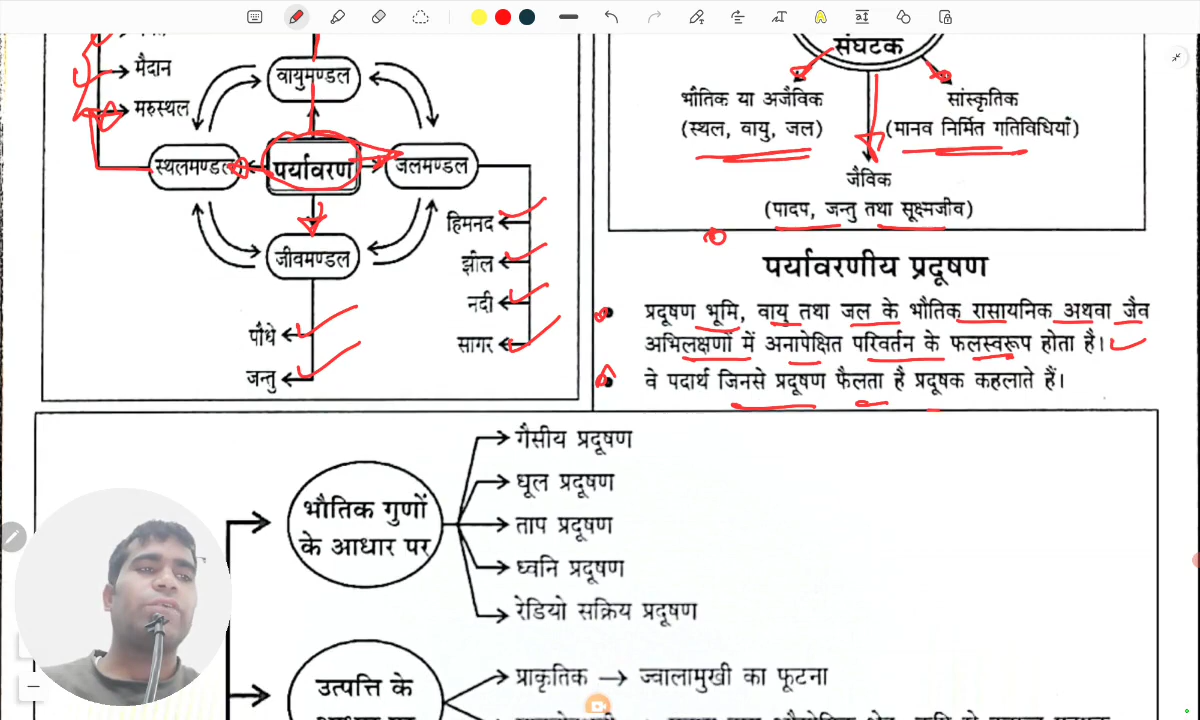 मैदान
मरुस्थल
वायुमण्डल
स्थलमण्डल
पर्यावरण
जलमण्डल
जीवमण्डल
पौधे
जन्तु
हिमनद
झील
नदी
सागर
संघटक
भौतिक या अजैविक
(स्थल, वायु, जल)
सांस्कृतिक
(मानव निर्मित गतिविधियाँ)
जैविक
(पादप, जन्तु तथा सूक्ष्मजीव)
पर्यावरणीय प्रदूषण
प्रदूषण भूमि, वायु तथा जल के भौतिक रासायनिक अथवा जैव
अभिलक्षणों में अनापेक्षित परिवर्तन के फलस्वरूप होता है।
वे पदार्थ जिनसे प्रदूषण फैलता है प्रदूषक कहलाते हैं।
भौतिक गुणों
के आधार पर
गैसीय प्रदूषण
धूल प्रदूषण
ताप प्रदूषण
ध्वनि प्रदूषण
रेडियो सक्रिय प्रदूषण
उत्पत्ति के
प्राकृतिक → ज्वालामुखी का फूटना